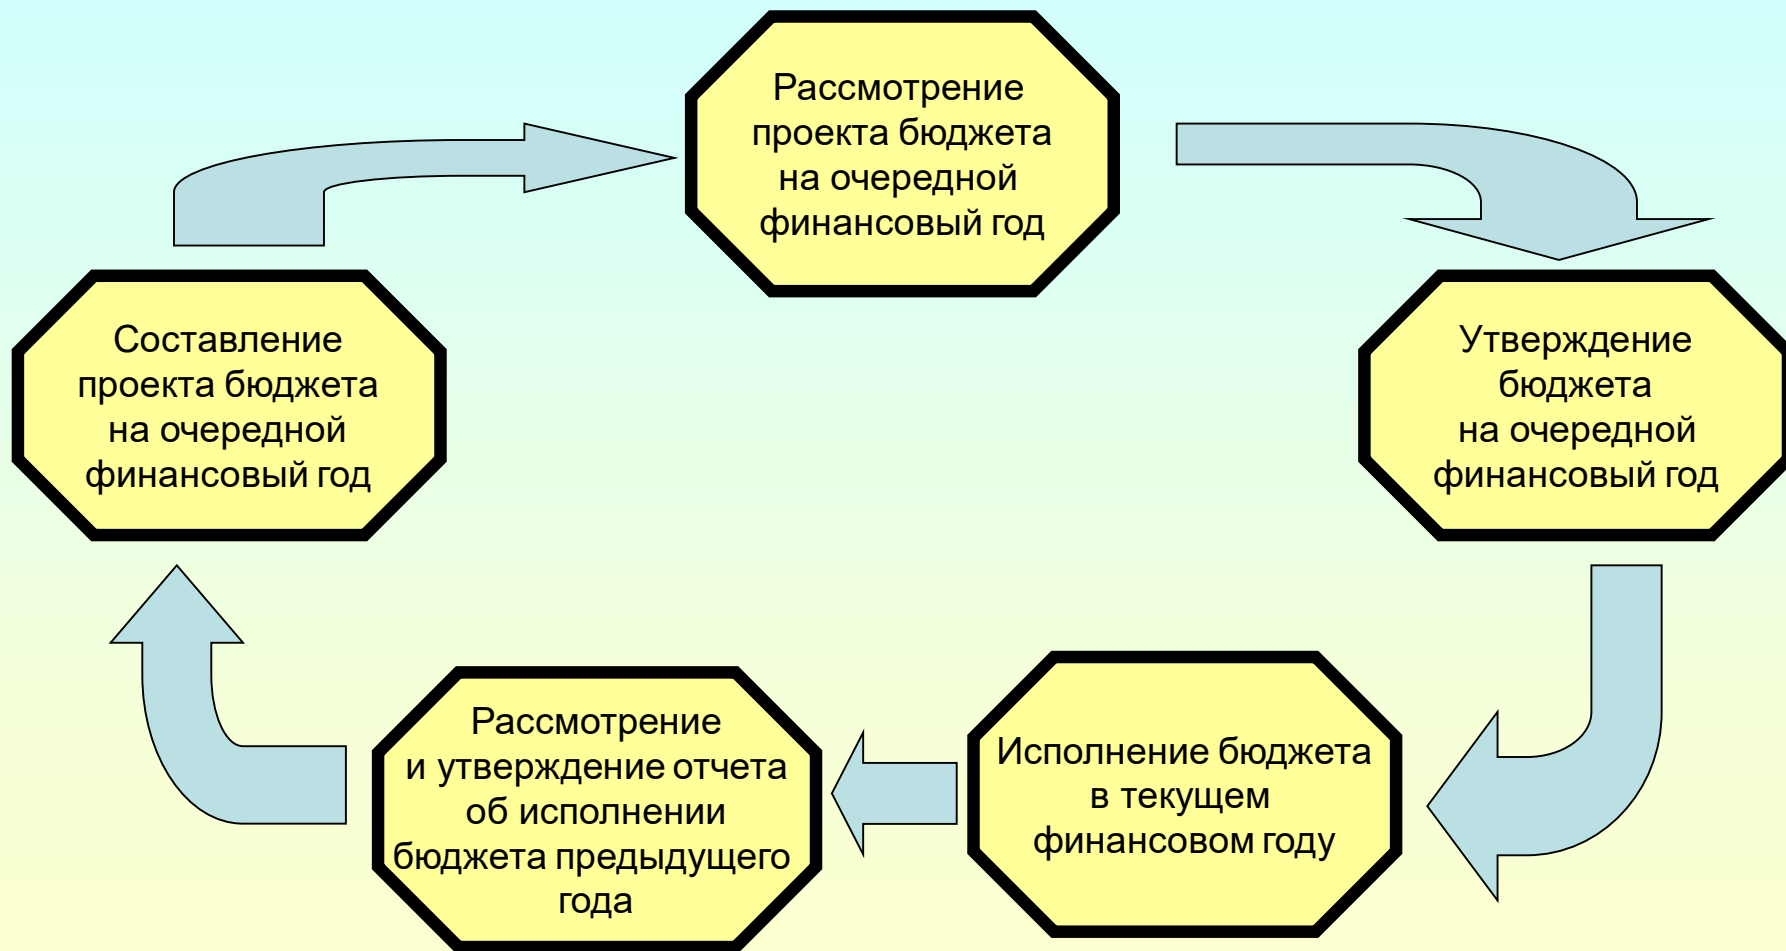 Рассмотрение
проекта бюджета
на очередной
финансовый год
Составление
проекта бюджета
на очередной
финансовый год
Утверждение
бюджета
на очередной
финансовый год
Рассмотрение
и утверждение отчета
об исполнении
бюджета предыдущего
года
Исполнение бюджета
в текущем
финансовом году